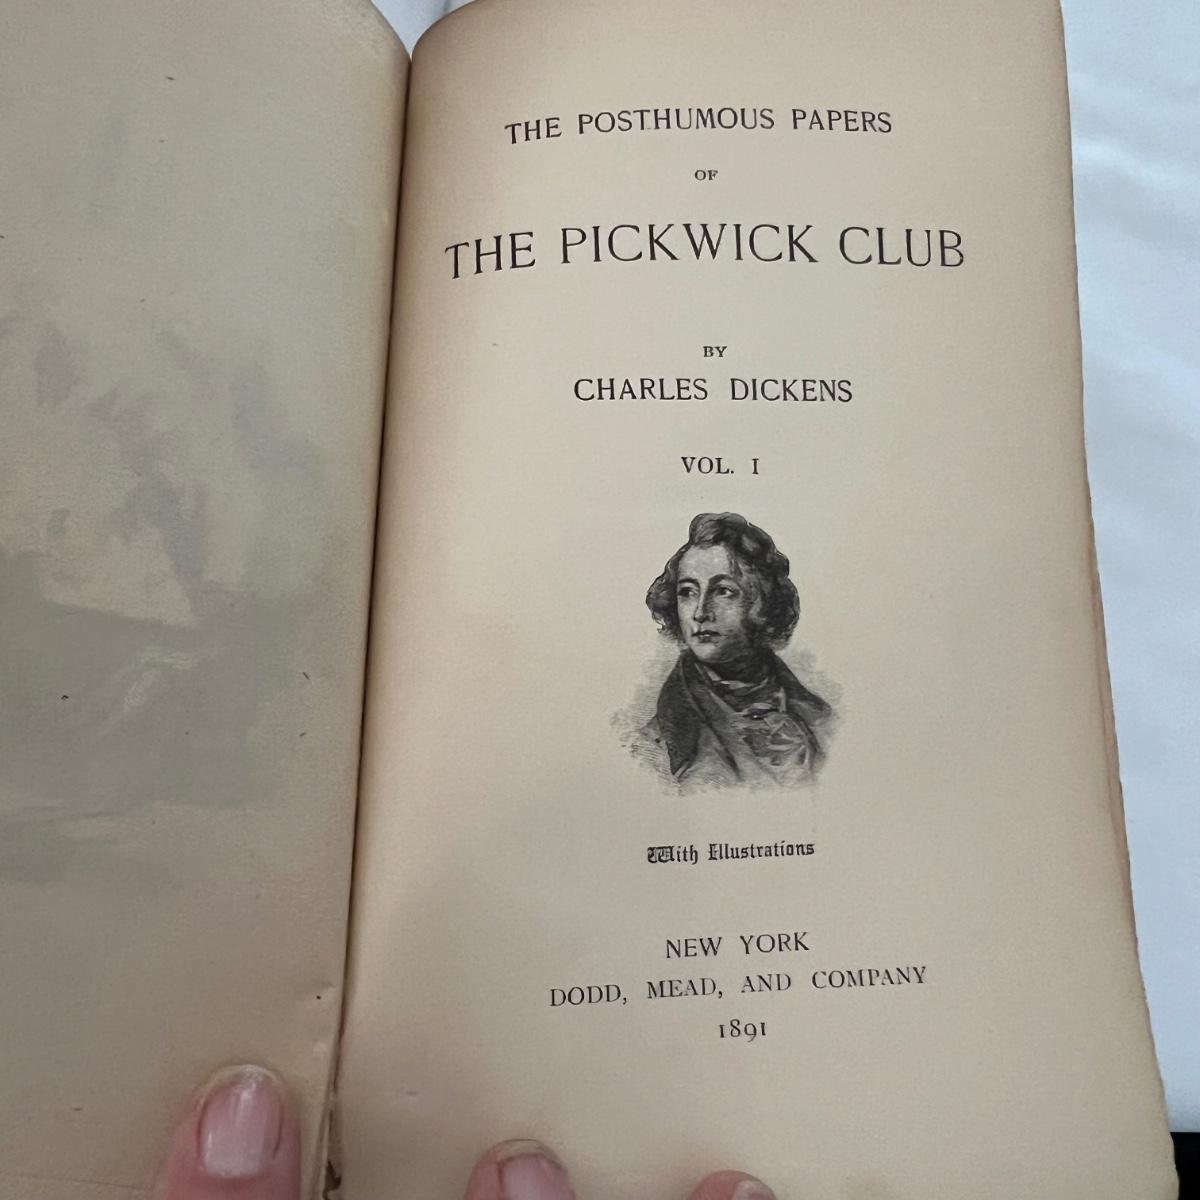 THE POSTHUMOUS PAPERS
OF
THE PICKWICK CLUB
BY
CHARLES DICKENS
VOL. I
With Illustrations
NEW YORK
DODD, MEAD, AND COMPANY
1891